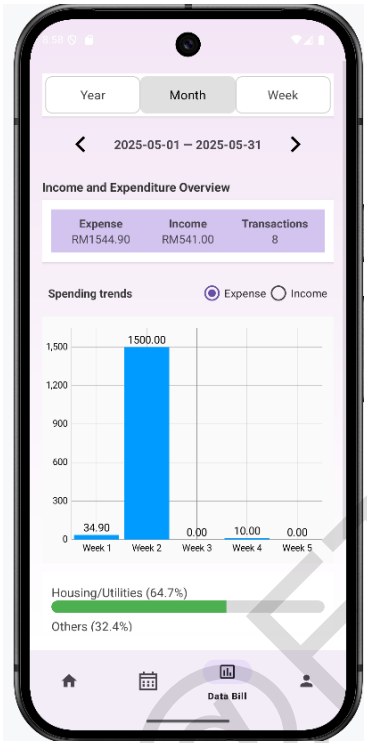 8:58
Year Month Week
2025-05-01 — 2025-05-31
Income and Expenditure Overview
Expense Income Transactions
RM1544.90 RM541.00 8
Spending trends Expense Income
1500.00
1,500
1,200
900
600
300
34.90 0.00 10.00 0.00
0
Week 1 Week 2 Week 3 Week 4 Week 5
Housing/Utilities (64.7%)
Others (32.4%)
Data Bill